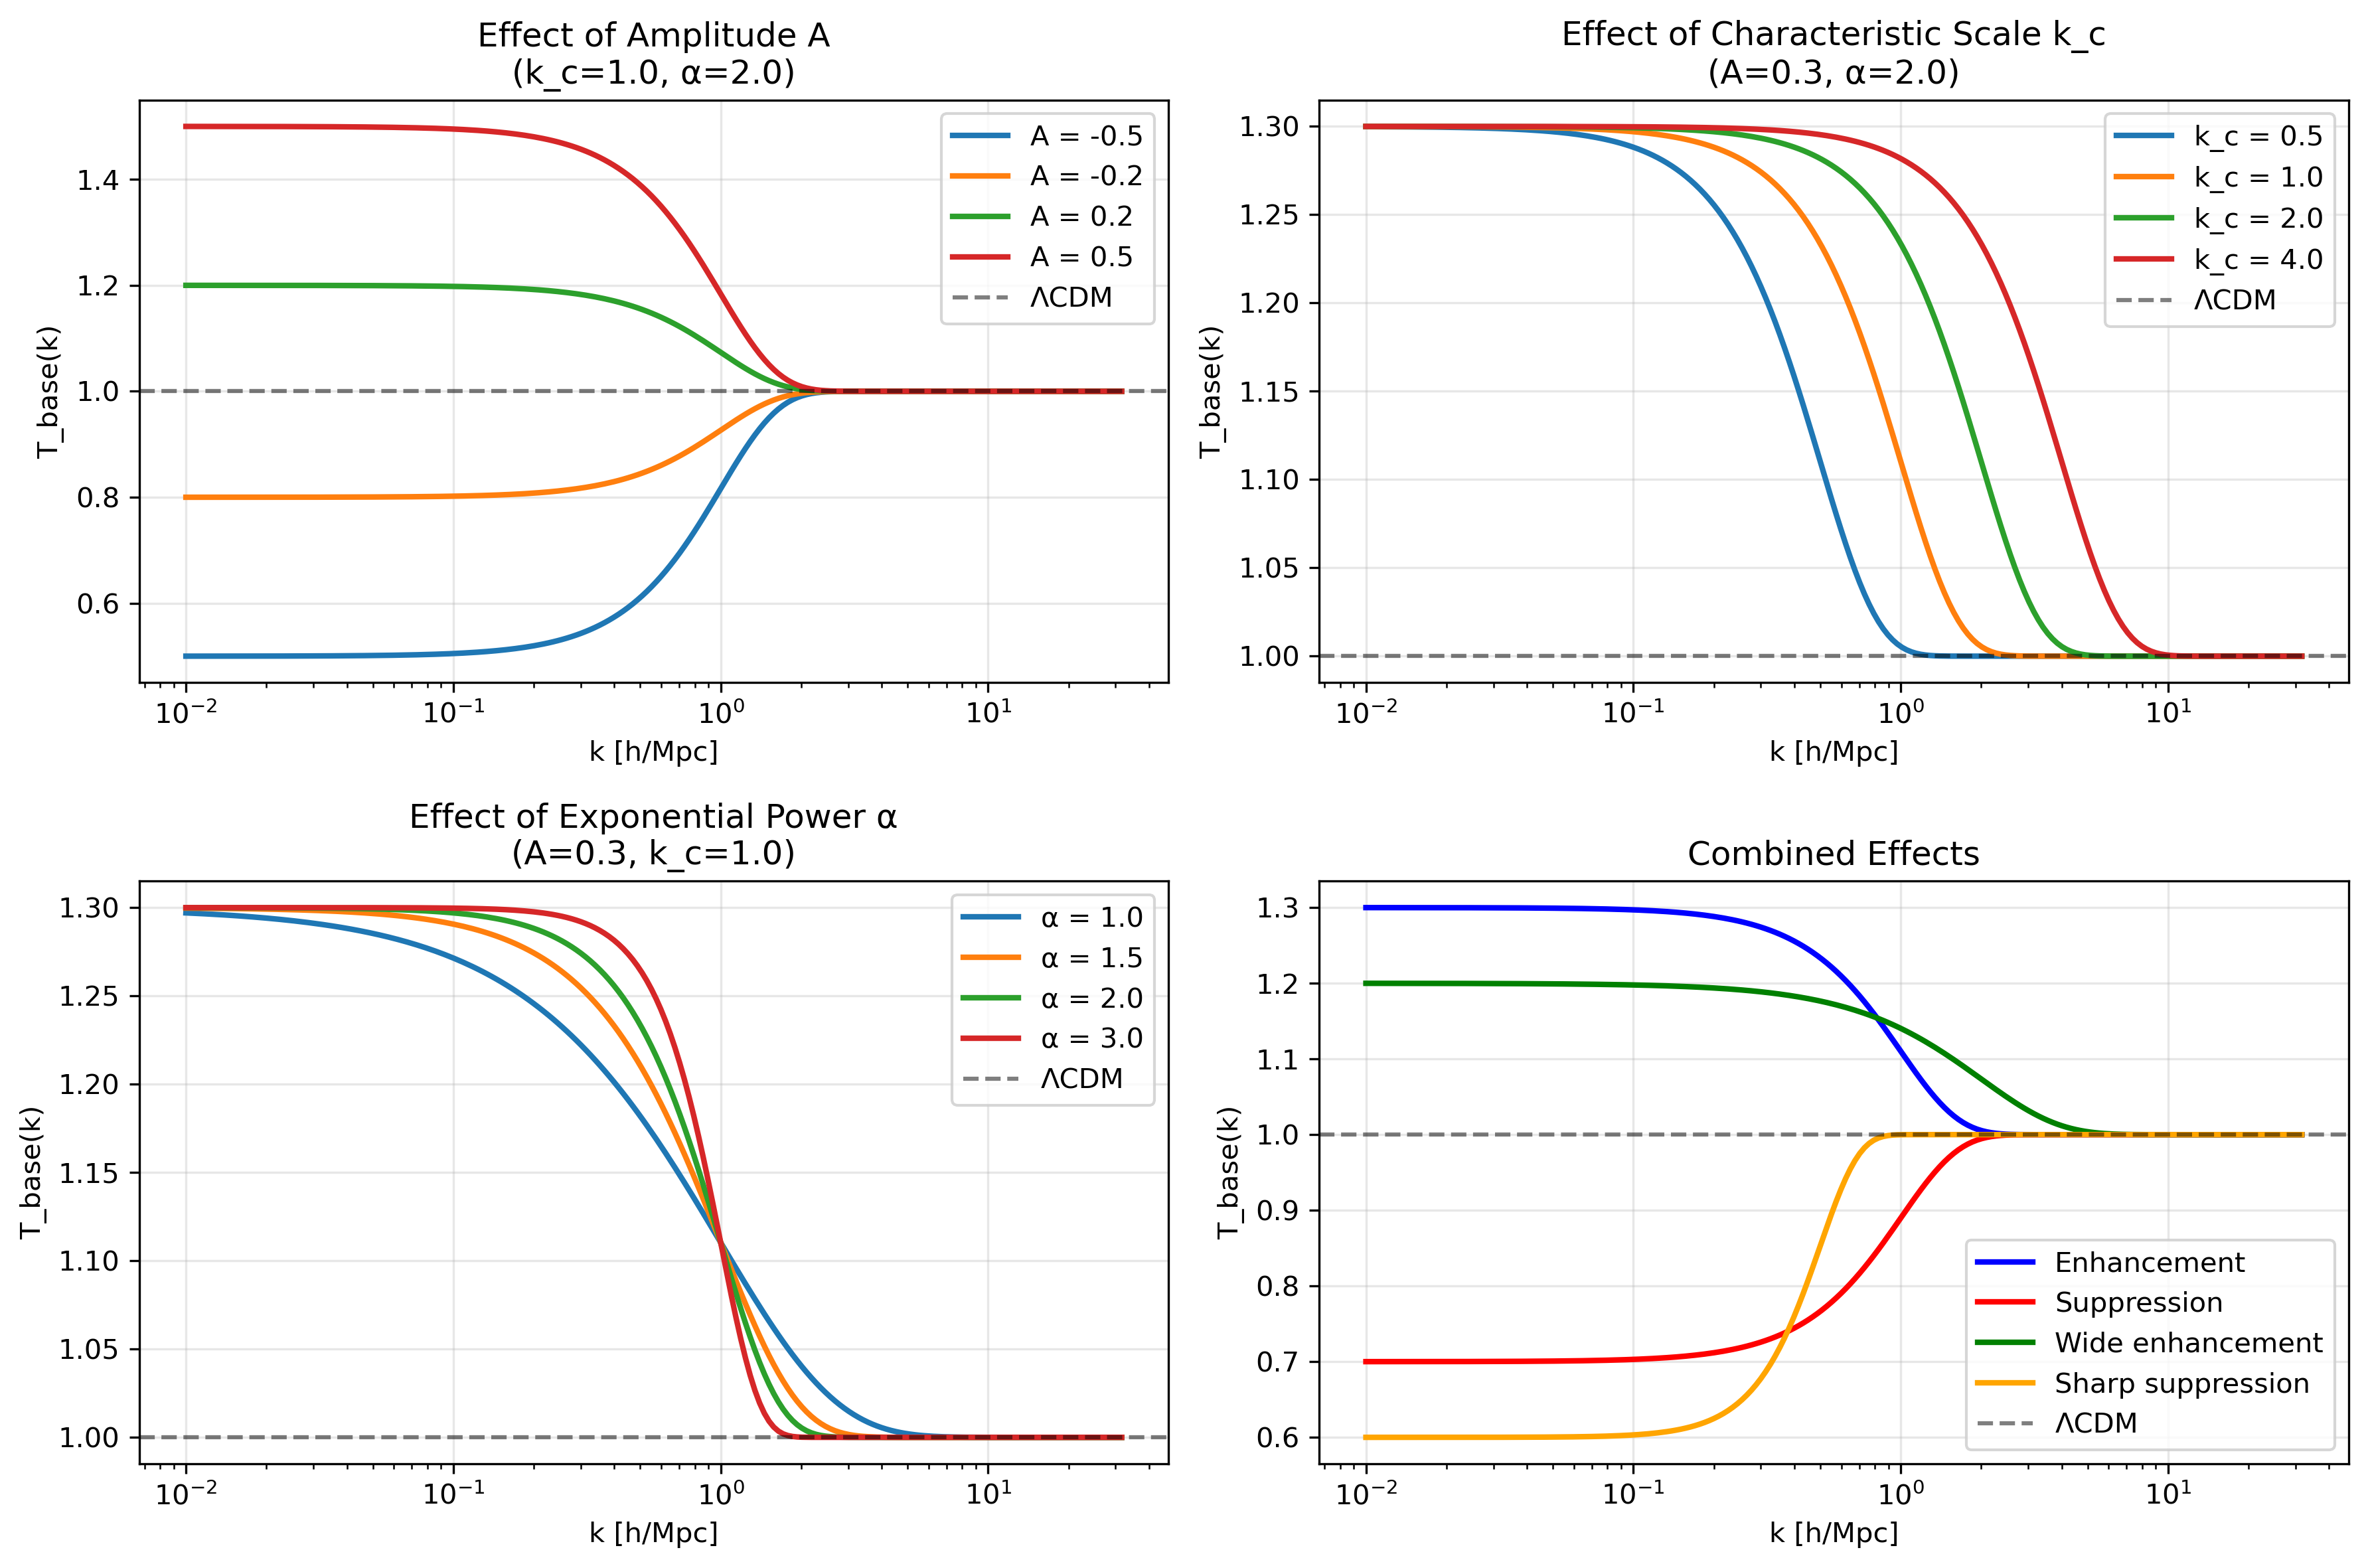 Effect of Amplitude A
(k_c=1.0, α=2.0)
T_base(k)
1.4
1.2
1.0
0.8
0.6
A = -0.5
A = -0.2
A = 0.2
A = 0.5
ΛCDM
10⁻²
10⁻¹
10⁰
10¹
k [h/Mpc]
Effect of Characteristic Scale k_c
(A=0.3, α=2.0)
T_base(k)
1.30
1.25
1.20
1.15
1.10
1.05
1.00
k_c = 0.5
k_c = 1.0
k_c = 2.0
k_c = 4.0
ΛCDM
10⁻²
10⁻¹
10⁰
10¹
k [h/Mpc]
Effect of Exponential Power α
(A=0.3, k_c=1.0)
T_base(k)
1.30
1.25
1.20
1.15
1.10
1.05
1.00
α = 1.0
α = 1.5
α = 2.0
α = 3.0
ΛCDM
10⁻²
10⁻¹
10⁰
10¹
k [h/Mpc]
Combined Effects
T_base(k)
1.3
1.2
1.1
1.0
0.9
0.8
0.7
0.6
Enhancement
Suppression
Wide enhancement
Sharp suppression
ΛCDM
10⁻²
10⁻¹
10⁰
10¹
k [h/Mpc]